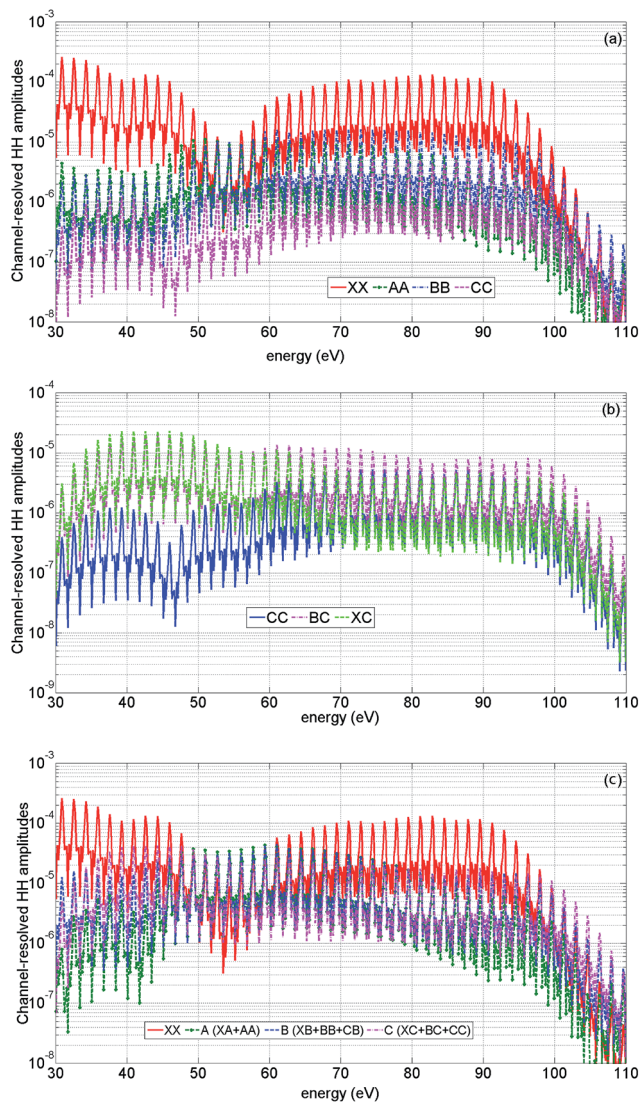 10^-3
(a)
10^-4
10^-5
10^-6
10^-7
10^-8
Channel-resolved HH amplitudes
XX AA BB CC
30 40 50 60 70 80 90 100 110
energy (eV)
10^-4
(b)
10^-5
10^-6
10^-7
10^-8
10^-9
Channel-resolved HH amplitudes
CC BC XC
30 40 50 60 70 80 90 100 110
energy (eV)
10^-3
(c)
10^-4
10^-5
10^-6
10^-7
10^-8
Channel-resolved HH amplitudes
XX A (XA+AA) B (XB+BB+CB) C (XC+BC+CC)
30 40 50 60 70 80 90 100 110
energy (eV)